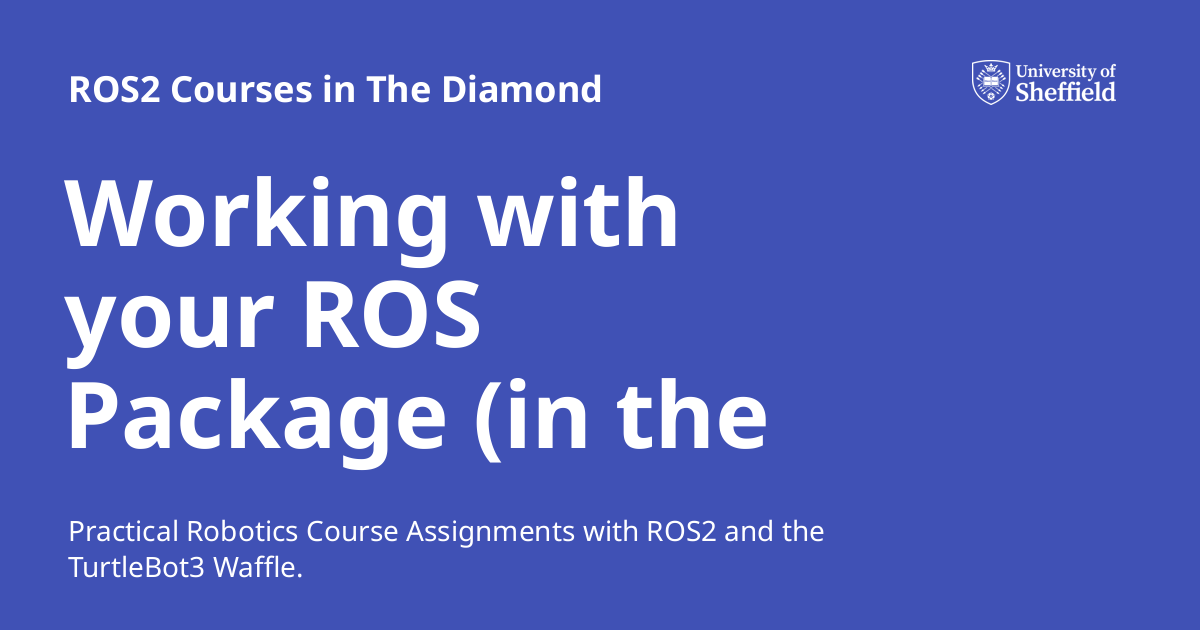 ROS2 Courses in The Diamond
University of
Sheffield
Working with
your ROS
Package (in the
Practical Robotics Course Assignments with ROS2 and the
TurtleBot3 Waffle.